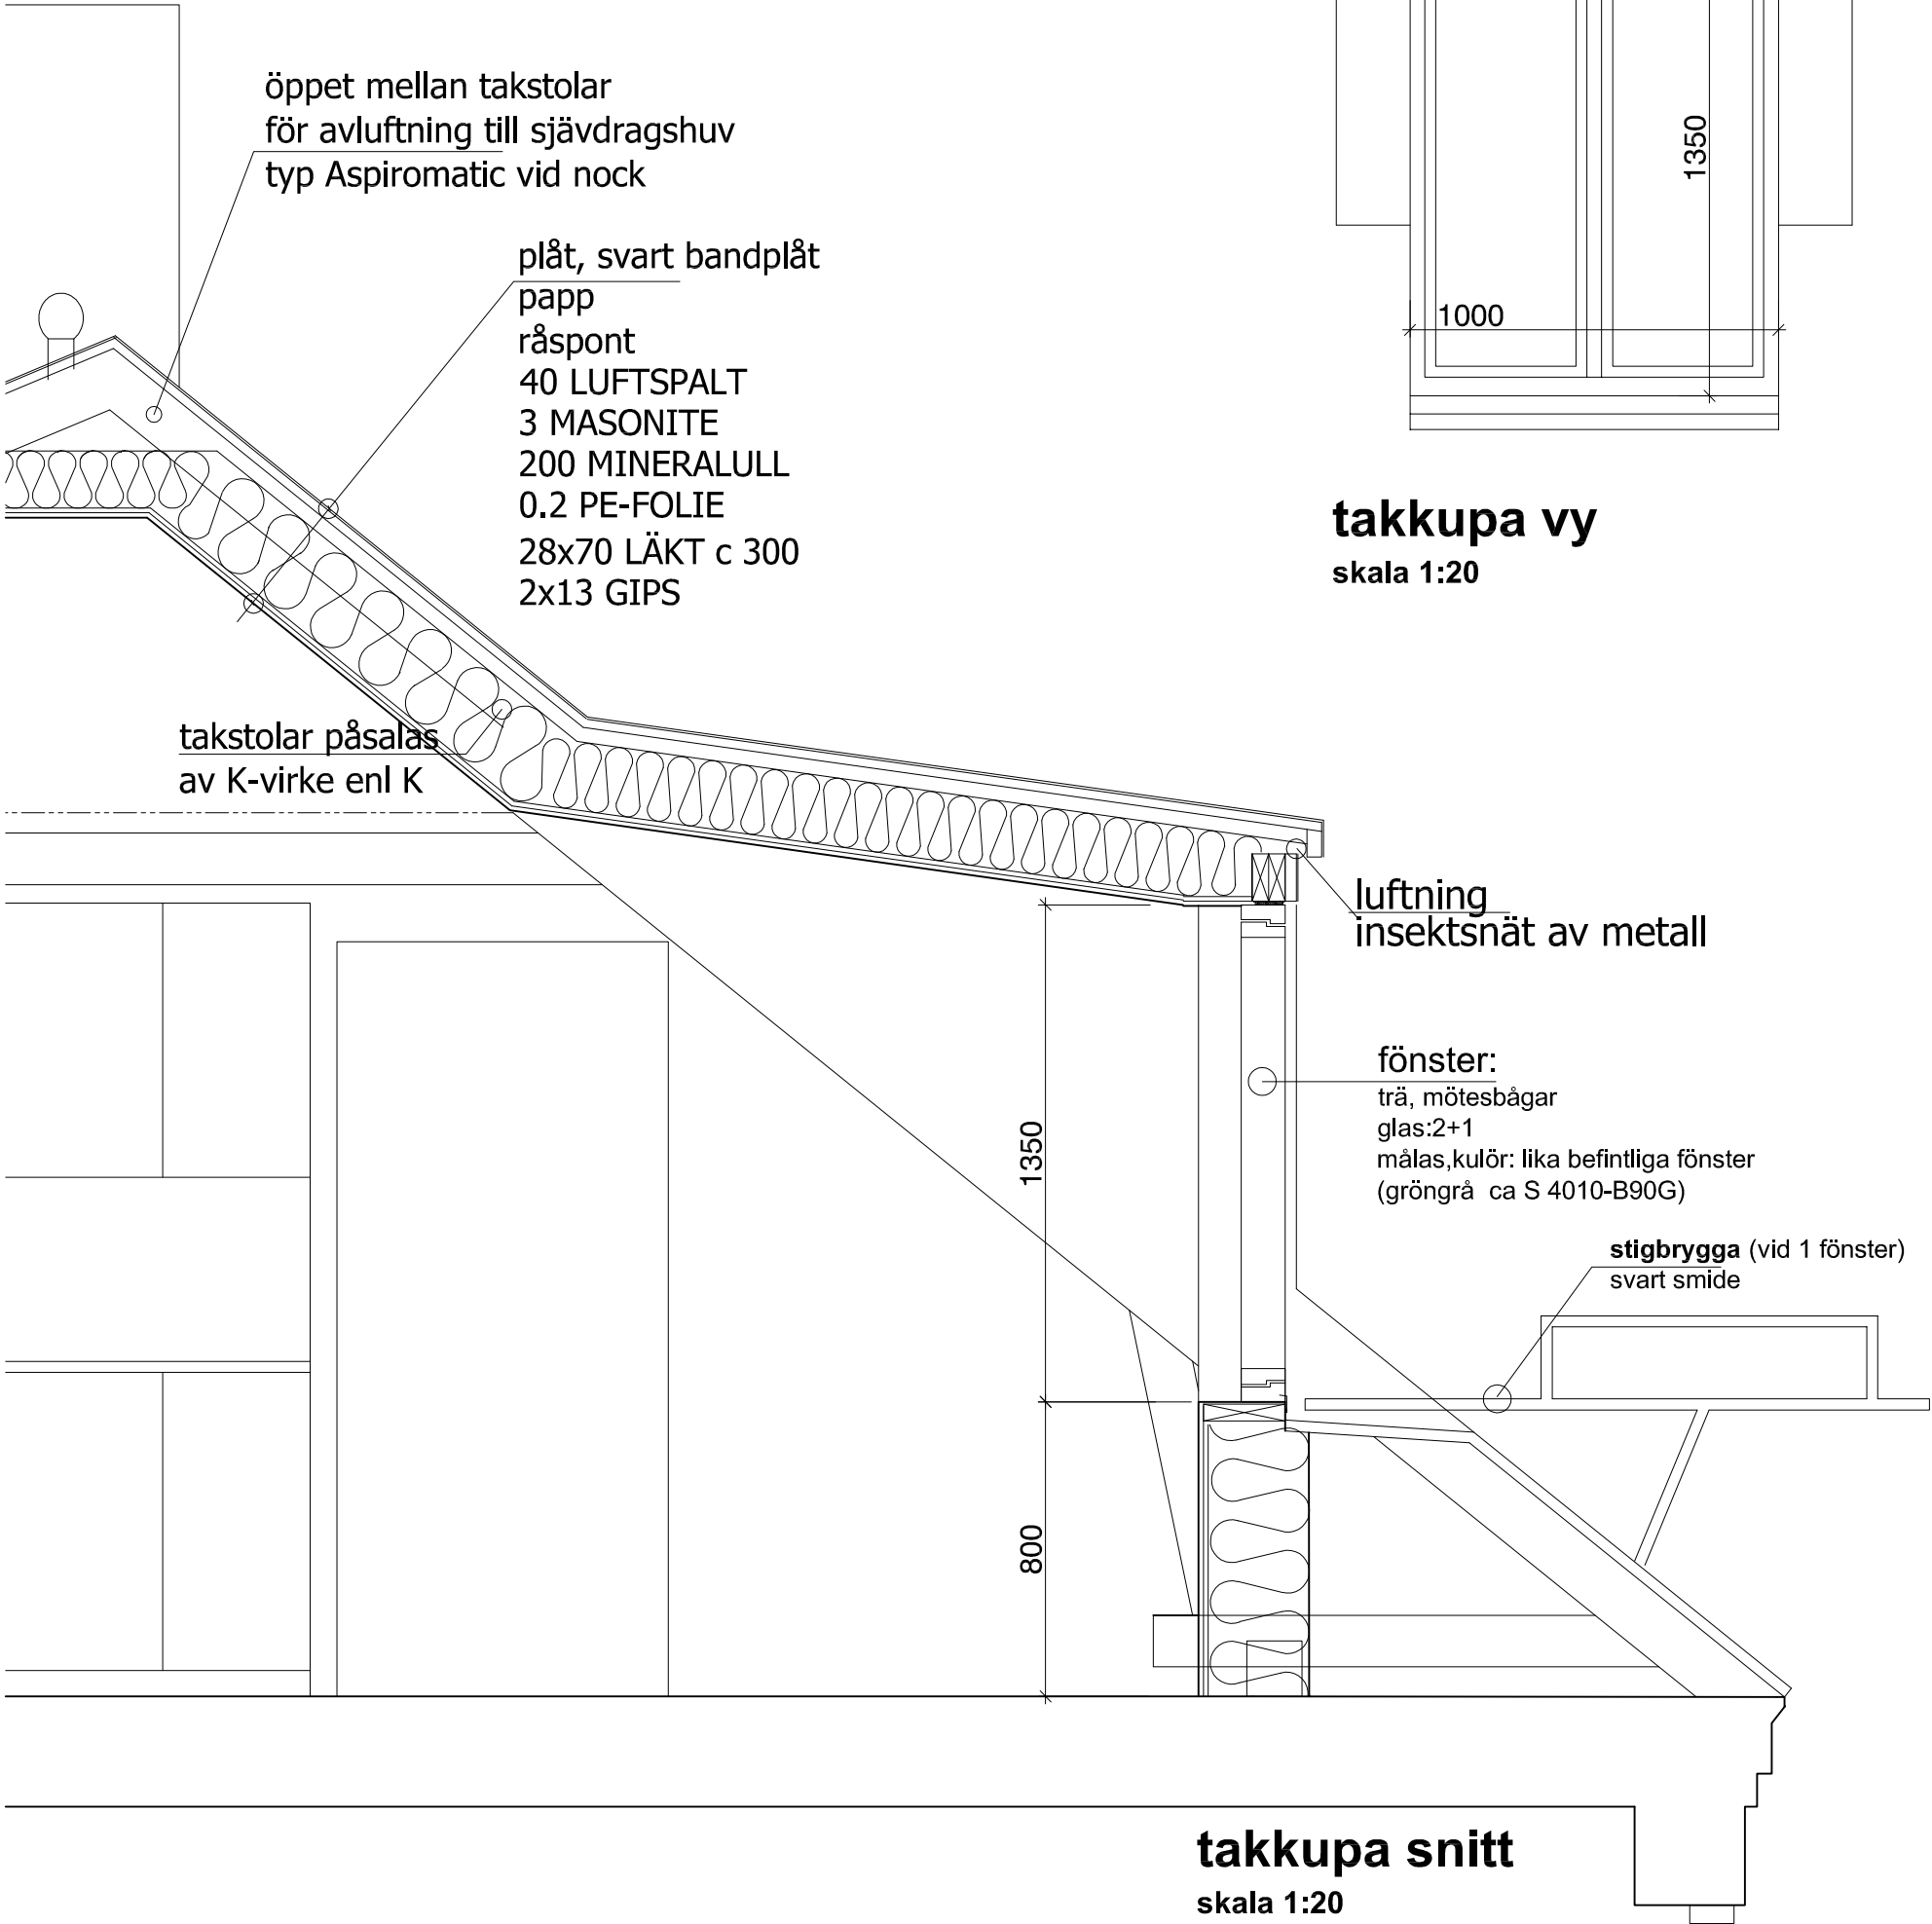 öppet mellan takstolar
för avluftning till sjävdragshuv
typ Aspiromatic vid nock
plåt, svart bandplåt
papp
råspont
40 LUFTSPALT
3 MASONITE
200 MINERALULL
0.2 PE-FOLIE
28x70 LÄKT c 300
2x13 GIPS
1350
1000
takkupa vy
skala 1:20
takstolar påsalas
av K-virke enl K
luftning
insektsnät av metall
fönster:
trä, mötesbågar
glas:2+1
målas,kulör: lika befintliga fönster
(gröngrå ca S 4010-B90G)
1350
stigbrygga (vid 1 fönster)
svart smide
800
takkupa snitt
skala 1:20